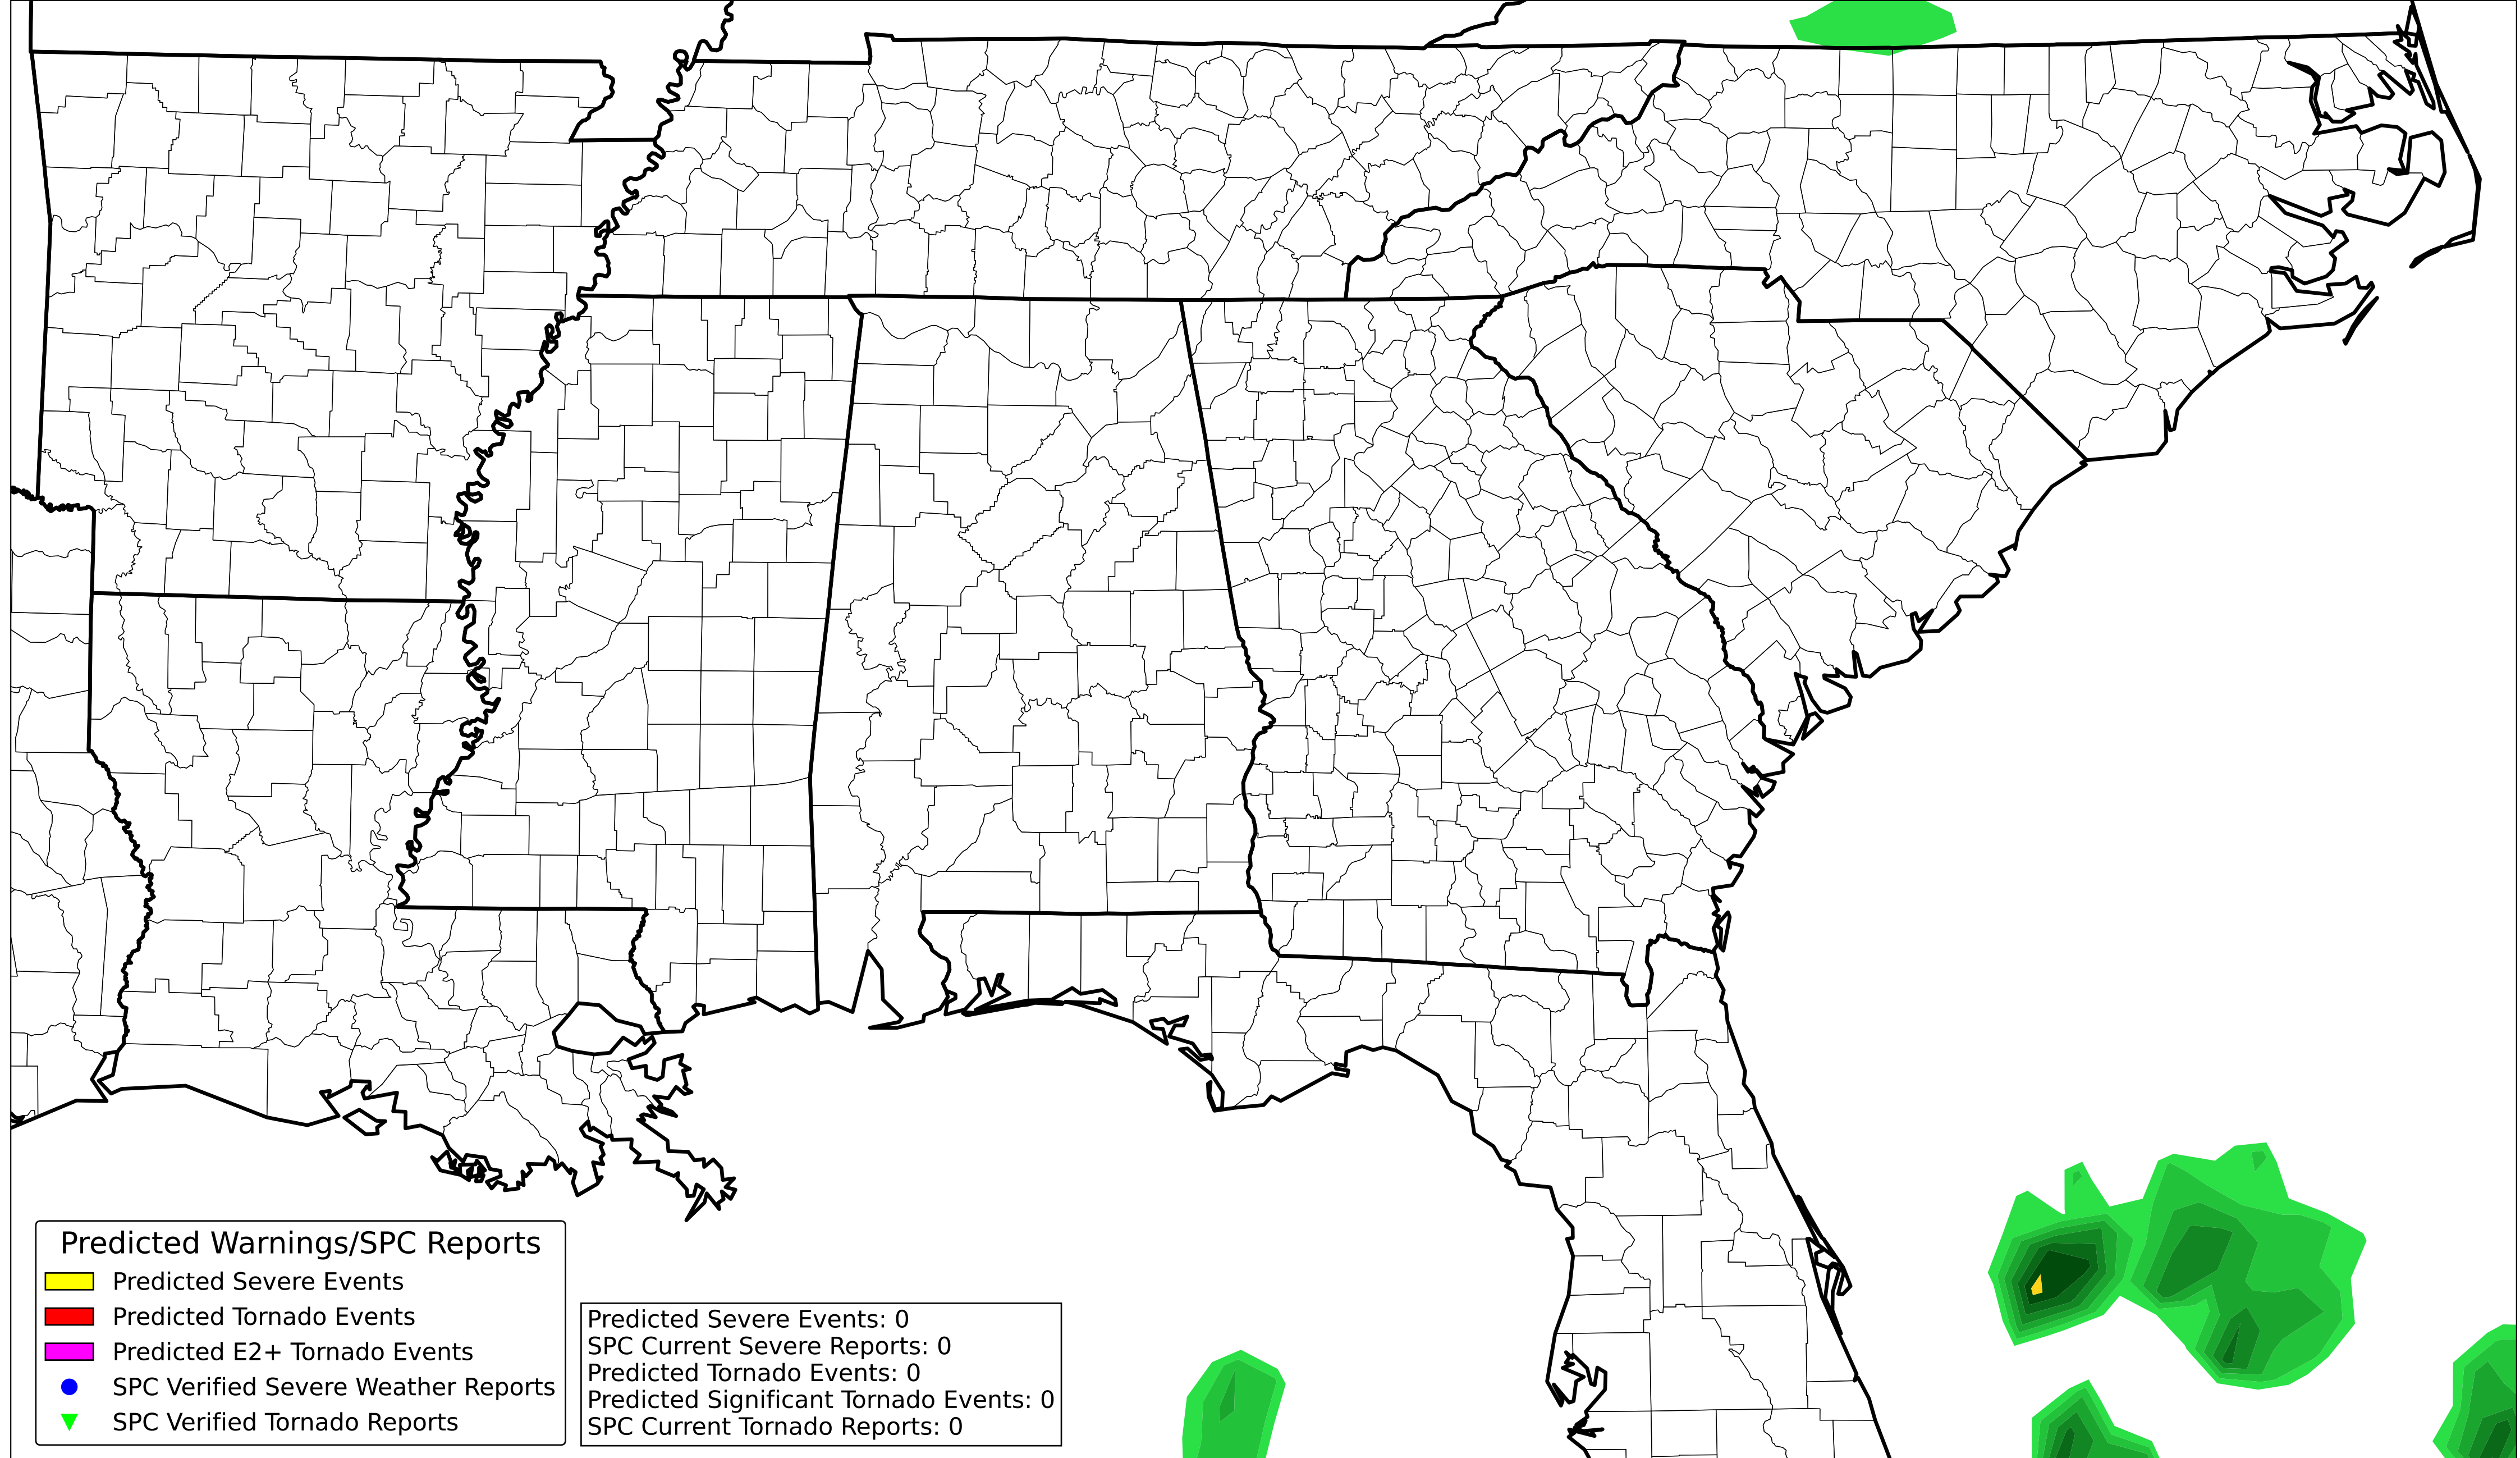 Predicted Warnings/SPC Reports
Predicted Severe Events
Predicted Tornado Events
Predicted E2+ Tornado Events
SPC Verified Severe Weather Reports
SPC Verified Tornado Reports
Predicted Severe Events: 0
SPC Current Severe Reports: 0
Predicted Tornado Events: 0
Predicted Significant Tornado Events: 0
SPC Current Tornado Reports: 0